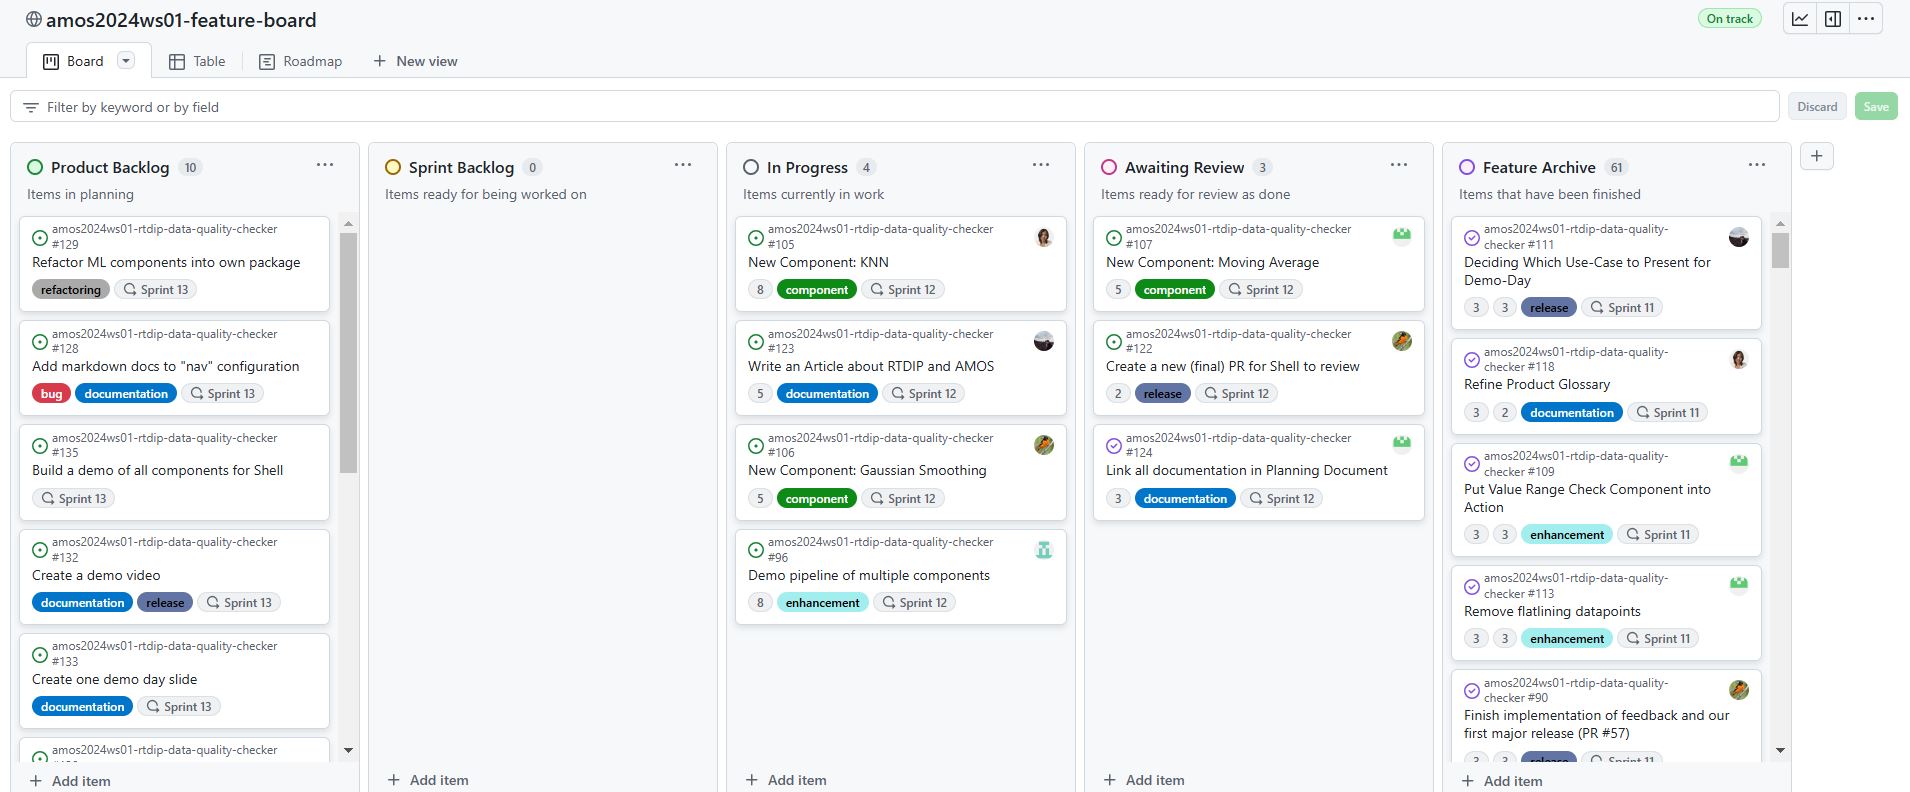 amos2024ws01-feature-board
On track
Board
Table
Roadmap
New view
Filter by keyword or by field
Discard
Save
Product Backlog 10
Items in planning
amos2024ws01-rtdip-data-quality-checker
#129
Refactor ML components into own package
refactoring Sprint 13
amos2024ws01-rtdip-data-quality-checker
#128
Add markdown docs to "nav" configuration
bug documentation Sprint 13
amos2024ws01-rtdip-data-quality-checker
#135
Build a demo of all components for Shell
Sprint 13
amos2024ws01-rtdip-data-quality-checker
#132
Create a demo video
documentation release Sprint 13
amos2024ws01-rtdip-data-quality-checker
#133
Create one demo day slide
documentation Sprint 13
amos2024ws01-rtdip-data-quality-checker
Add item
Sprint Backlog 0
Items ready for being worked on
Add item
In Progress 4
Items currently in work
amos2024ws01-rtdip-data-quality-checker
#105
New Component: KNN
8 component Sprint 12
amos2024ws01-rtdip-data-quality-checker
#123
Write an Article about RTDIP and AMOS
5 documentation Sprint 12
amos2024ws01-rtdip-data-quality-checker
#106
New Component: Gaussian Smoothing
5 component Sprint 12
amos2024ws01-rtdip-data-quality-checker
#96
Demo pipeline of multiple components
8 enhancement Sprint 12
Add item
Awaiting Review 3
Items ready for review as done
amos2024ws01-rtdip-data-quality-checker
#107
New Component: Moving Average
5 component Sprint 12
amos2024ws01-rtdip-data-quality-checker
#122
Create a new (final) PR for Shell to review
2 release Sprint 12
amos2024ws01-rtdip-data-quality-checker
#124
Link all documentation in Planning Document
3 documentation Sprint 12
Add item
Feature Archive 61
Items that have been finished
amos2024ws01-rtdip-data-quality-
checker #111
Deciding Which Use-Case to Present for
Demo-Day
3 3 release Sprint 11
amos2024ws01-rtdip-data-quality-
checker #118
Refine Product Glossary
3 2 documentation Sprint 11
amos2024ws01-rtdip-data-quality-
checker #109
Put Value Range Check Component into
Action
3 3 enhancement Sprint 11
amos2024ws01-rtdip-data-quality-
checker #113
Remove flatlining datapoints
3 3 enhancement Sprint 11
amos2024ws01-rtdip-data-quality-
checker #90
Finish implementation of feedback and our
first major release (PR #57)
release Sprint 11
Add item